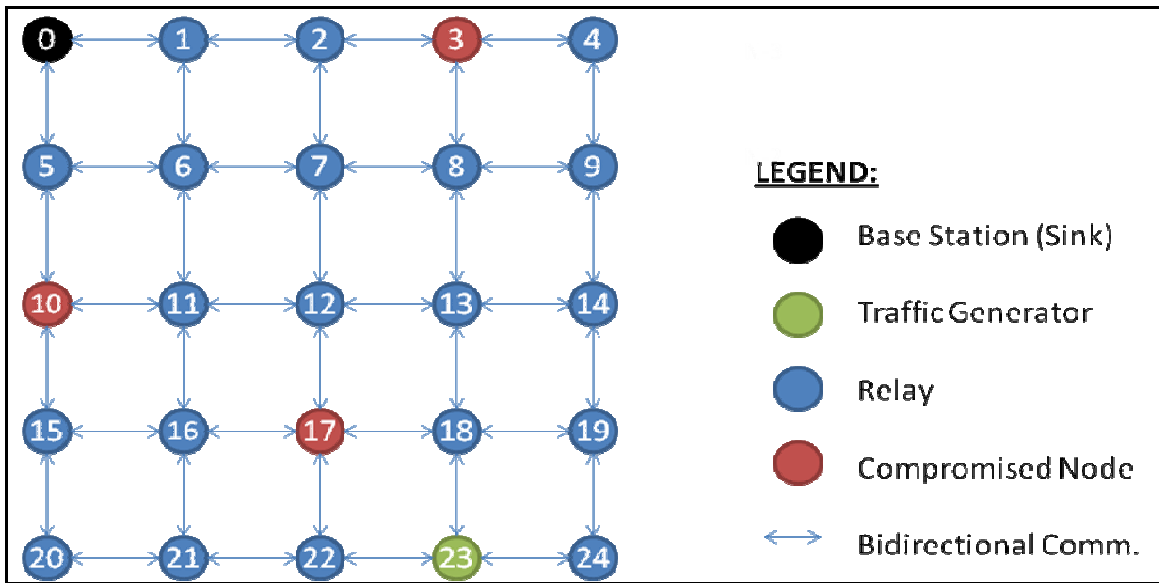 0 1 2 3 4
5 6 7 8 9
LEGEND:
Base Station (Sink)
10 11 12 13 14
Traffic Generator
Relay
15 16 17 18 19
Compromised Node
20 21 22 23 24
Bidirectional Comm.